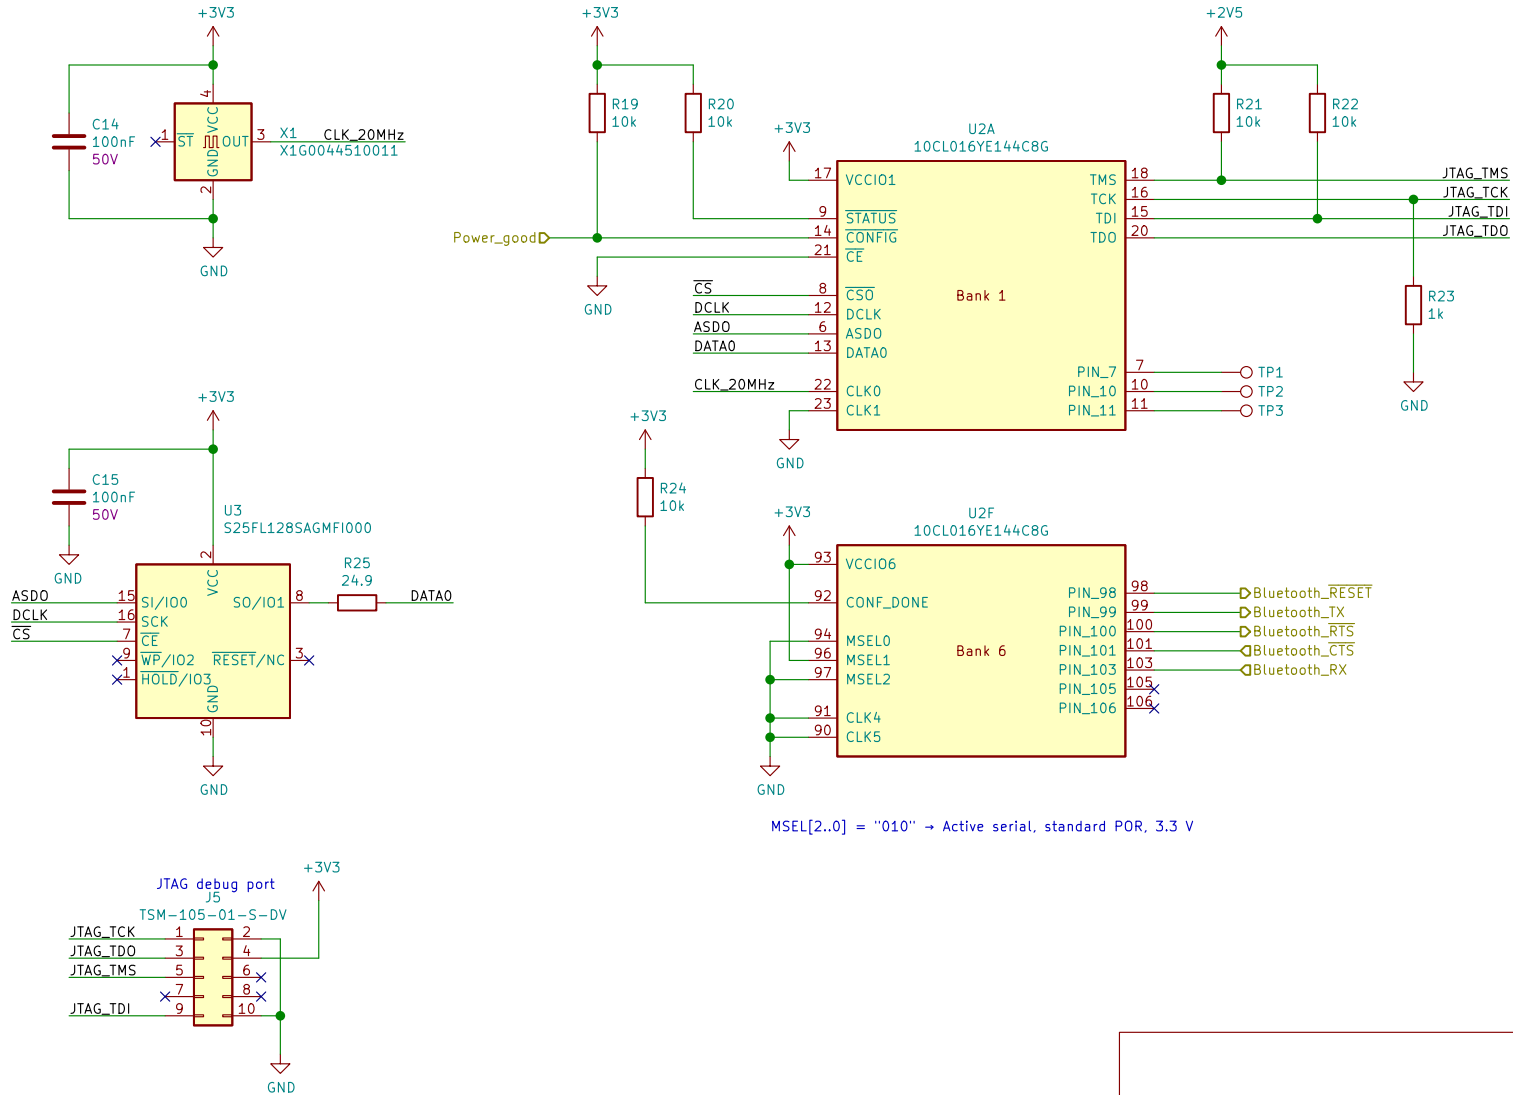 +3V3
C14
100nF
50V
4
VCC
1
ST
OUT
3
GND
2
X1
X1G0044510011
CLK_20MHz
GND
+3V3
R19
10k
R20
10k
Power_good
GND
+3V3
U2A
10CL016YE144C8G
17
VCCIO1
9
STATUS
14
CONFIG
21
CE
CS
8
CSO
DCLK
12
DCLK
ASDO
6
ASDO
DATA0
13
DATA0
CLK_20MHz
22
CLK0
23
CLK1
GND
Bank 1
TMS
18
TCK
16
TDI
15
TDO
20
PIN_7
7
TP1
PIN_10
10
TP2
PIN_11
11
TP3
+2V5
R21
10k
R22
10k
JTAG_TMS
JTAG_TCK
JTAG_TDI
JTAG_TDO
R23
1k
GND
+3V3
C15
100nF
50V
GND
U3
S25FL128SAGMFI000
2
VCC
ASDO
15
SI/IO0
DCLK
16
SCK
CS
7
CE
9
WP/IO2
1
HOLD/IO3
SO/IO1
8
RESET/NC
3
GND
10
GND
R25
24.9
DATA0
+3V3
R24
10k
+3V3
U2F
10CL016YE144C8G
93
VCCIO6
92
CONF_DONE
94
MSEL0
96
MSEL1
97
MSEL2
91
CLK4
90
CLK5
GND
Bank 6
PIN_98
98
Bluetooth_RESET
PIN_99
99
Bluetooth_TX
PIN_100
100
Bluetooth_RTS
PIN_101
101
Bluetooth_CTS
PIN_103
103
Bluetooth_RX
PIN_105
105
PIN_106
106
MSEL[2..0] = "010" → Active serial, standard POR, 3.3 V
+3V3
JTAG debug port
J5
TSM-105-01-S-DV
JTAG_TCK
1
2
JTAG_TDO
3
4
JTAG_TMS
5
6
7
8
JTAG_TDI
9
10
GND